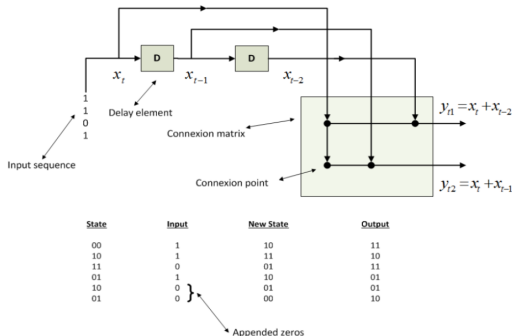 D
D
x_t
x_{t-1}
x_{t-2}
y_{t1} = x_t + x_{t-2}
Delay element
Connexion matrix
1
1
0
1
Input sequence
Connexion point
y_{t2} = x_t + x_{t-1}
State Input New State Output
00 1 10 11
10 1 11 10
11 0 01 11
01 1 10 01
10 0 01 01
01 0 00 10
}
Appended zeros